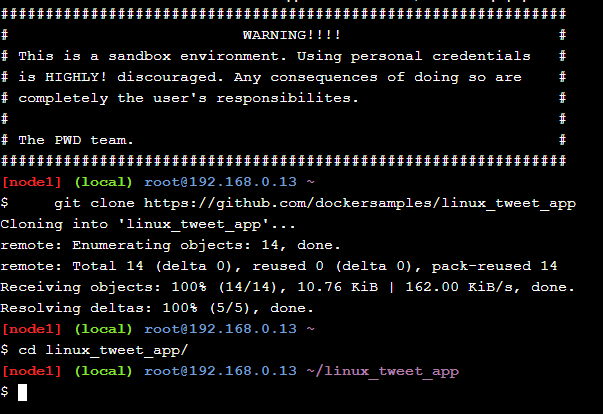 ###############################################################
# WARNING!!!! #
# This is a sandbox environment. Using personal credentials #
# is HIGHLY! discouraged. Any consequences of doing so are #
# completely the user's responsibilites. #
# #
# The PWD team. #
###############################################################
[node1] (local) root@192.168.0.13 ~
$ git clone https://github.com/dockersamples/linux_tweet_app
Cloning into 'linux_tweet_app'...
remote: Enumerating objects: 14, done.
remote: Total 14 (delta 0), reused 0 (delta 0), pack-reused 14
Receiving objects: 100% (14/14), 10.76 KiB | 162.00 KiB/s, done.
Resolving deltas: 100% (5/5), done.
[node1] (local) root@192.168.0.13 ~
$ cd linux_tweet_app/
[node1] (local) root@192.168.0.13 ~/linux_tweet_app
$